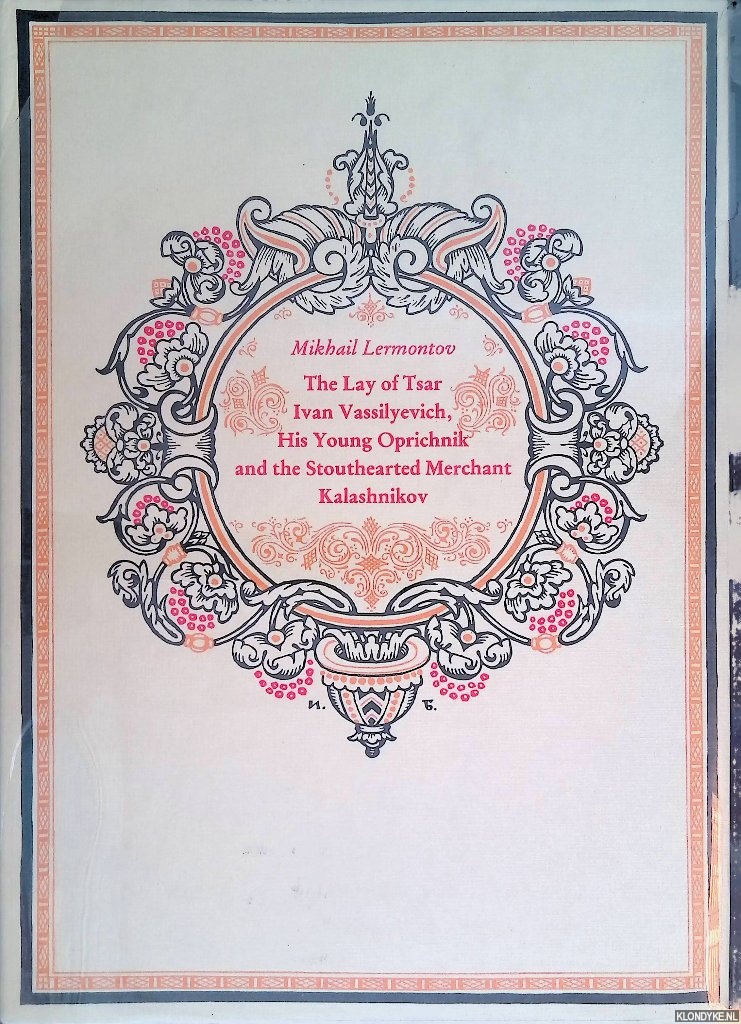 Mikhail Lermontov
The Lay of Tsar
Ivan Vassilyevich,
His Young Oprichnik
and the Stouthearted Merchant
Kalashnikov
И. Б.
KLONDYKE.NL